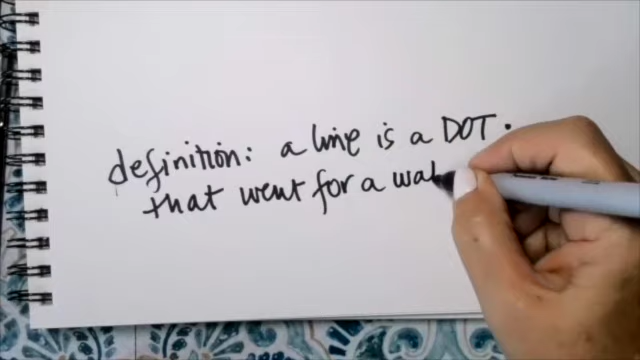 definition: a line is a DOT.
that went for a wal